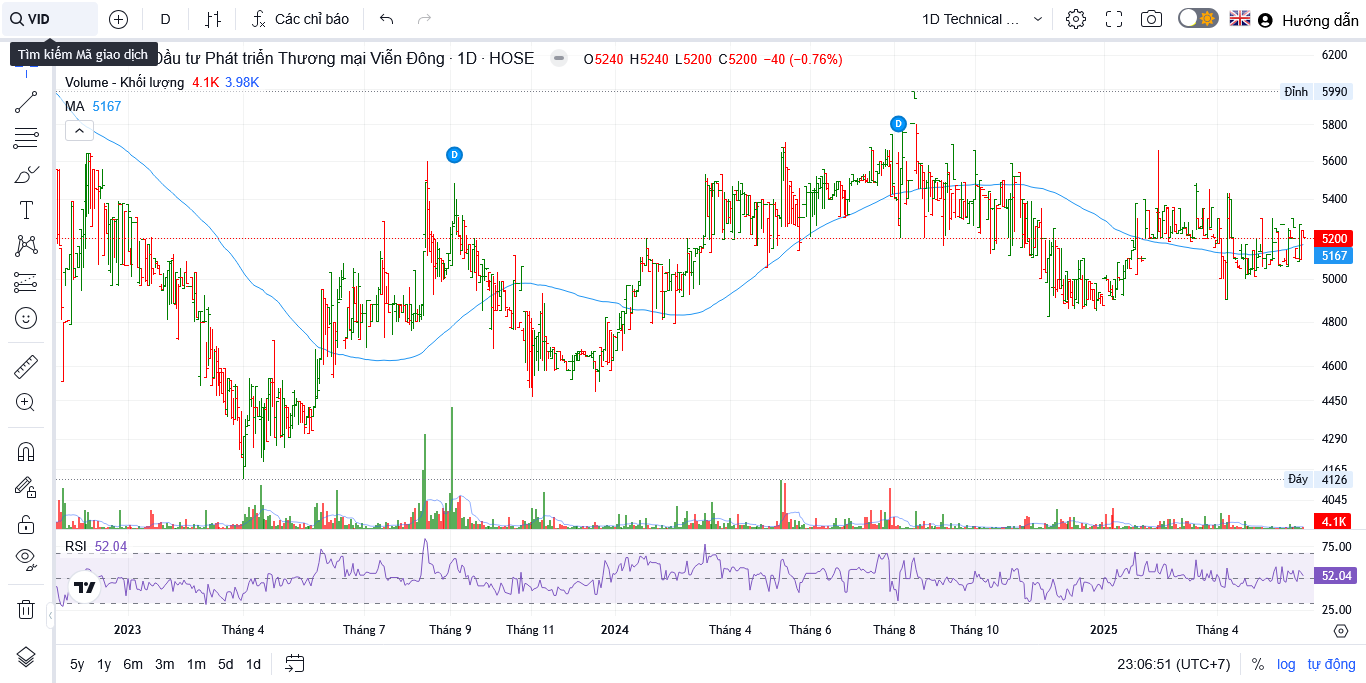 VID
D
Các chỉ báo
1D Technical ...
Hướng dẫn
Tìm kiếm Mã giao dịch
Đầu tư Phát triển Thương mại Viễn Đông · 1D · HOSE
O5240 H5240 L5200 C5200 −40 (−0.76%)
Volume - Khối lượng 4.1K 3.98K
MA 5167
D
D
6200
Đỉnh 5990
5800
5600
5400
5200
5167
5000
4800
4600
4450
4290
4165
Đáy 4126
4045
4.1K
RSI 52.04
75.00
52.04
25.00
2023 Tháng 4 Tháng 7 Tháng 9 Tháng 11 2024 Tháng 4 Tháng 6 Tháng 8 Tháng 10 2025 Tháng 4
5y 1y 6m 3m 1m 5d 1d
23:06:51 (UTC+7) % log tự động